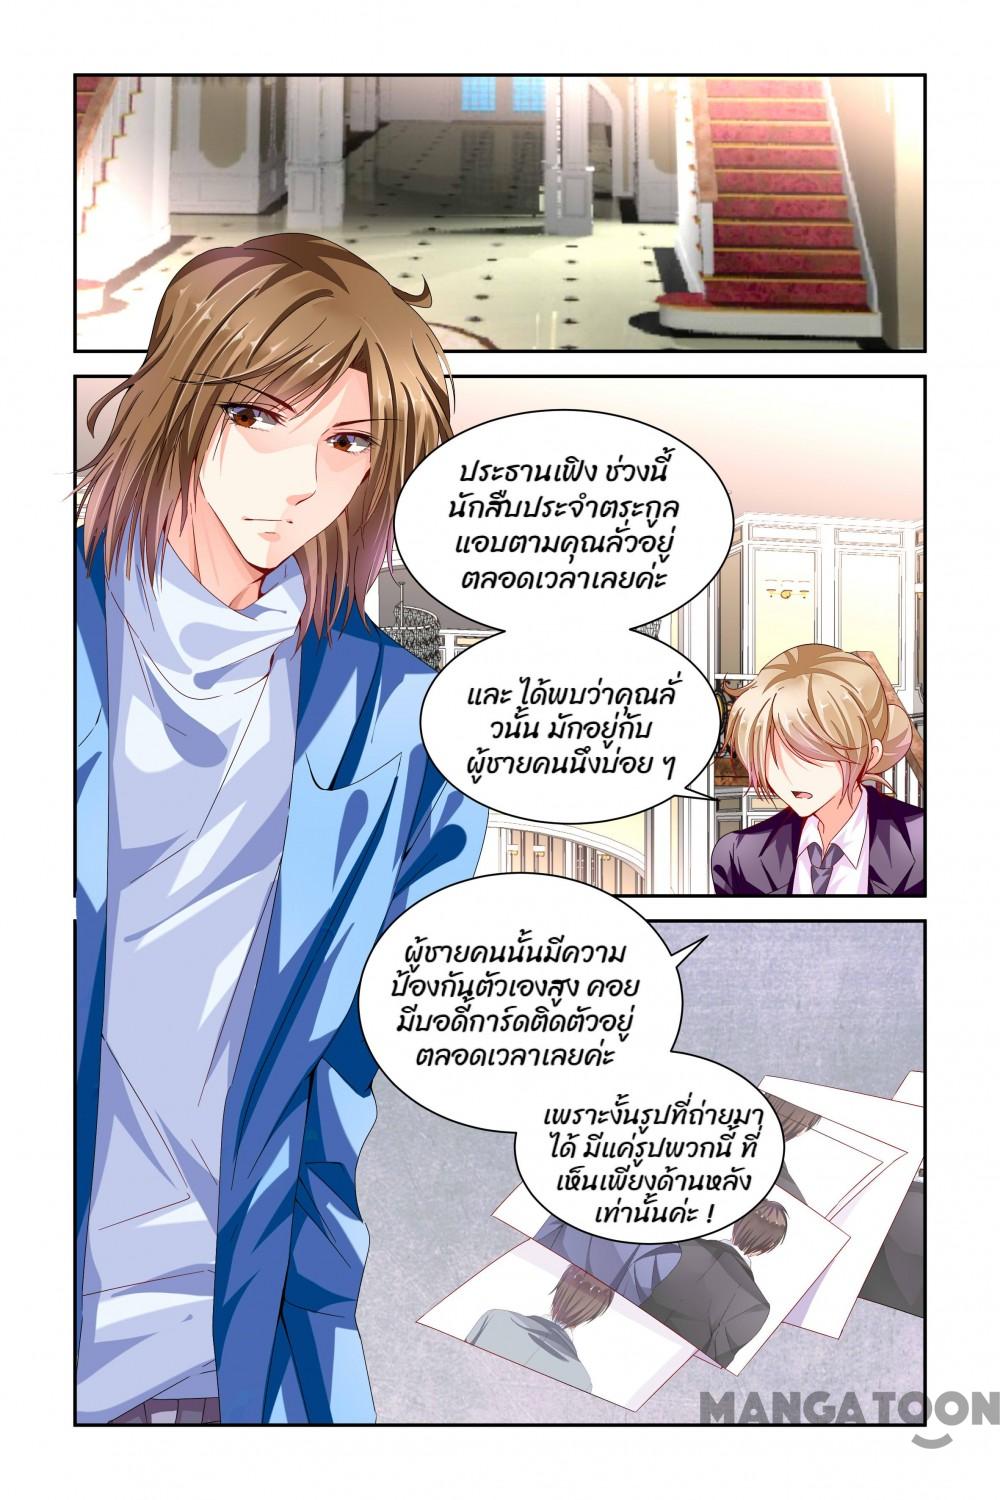 ประธานเฟิง ช่วงนี้
นักสืบประจำตระกูล
แอบตามคุณลั่วอยู่
ตลอดเวลาเลยค่ะ
และ ได้พบว่าคุณลั่
วนั้น มักอยู่กับ
ผู้ชายคนนึงบ่อย ๆ
ผู้ชายคนนั้นมีความ
ป้องกันตัวเองสูง คอย
มีบอดี้การ์ดติดตัวอยู่
ตลอดเวลาเลยค่ะ
เพราะงั้นรูปที่ถ่ายมา
ได้ มีแค่รูปพวกนี้ ที่
เห็นเพียงด้านหลัง
เท่านั้นค่ะ !
MANGATOON